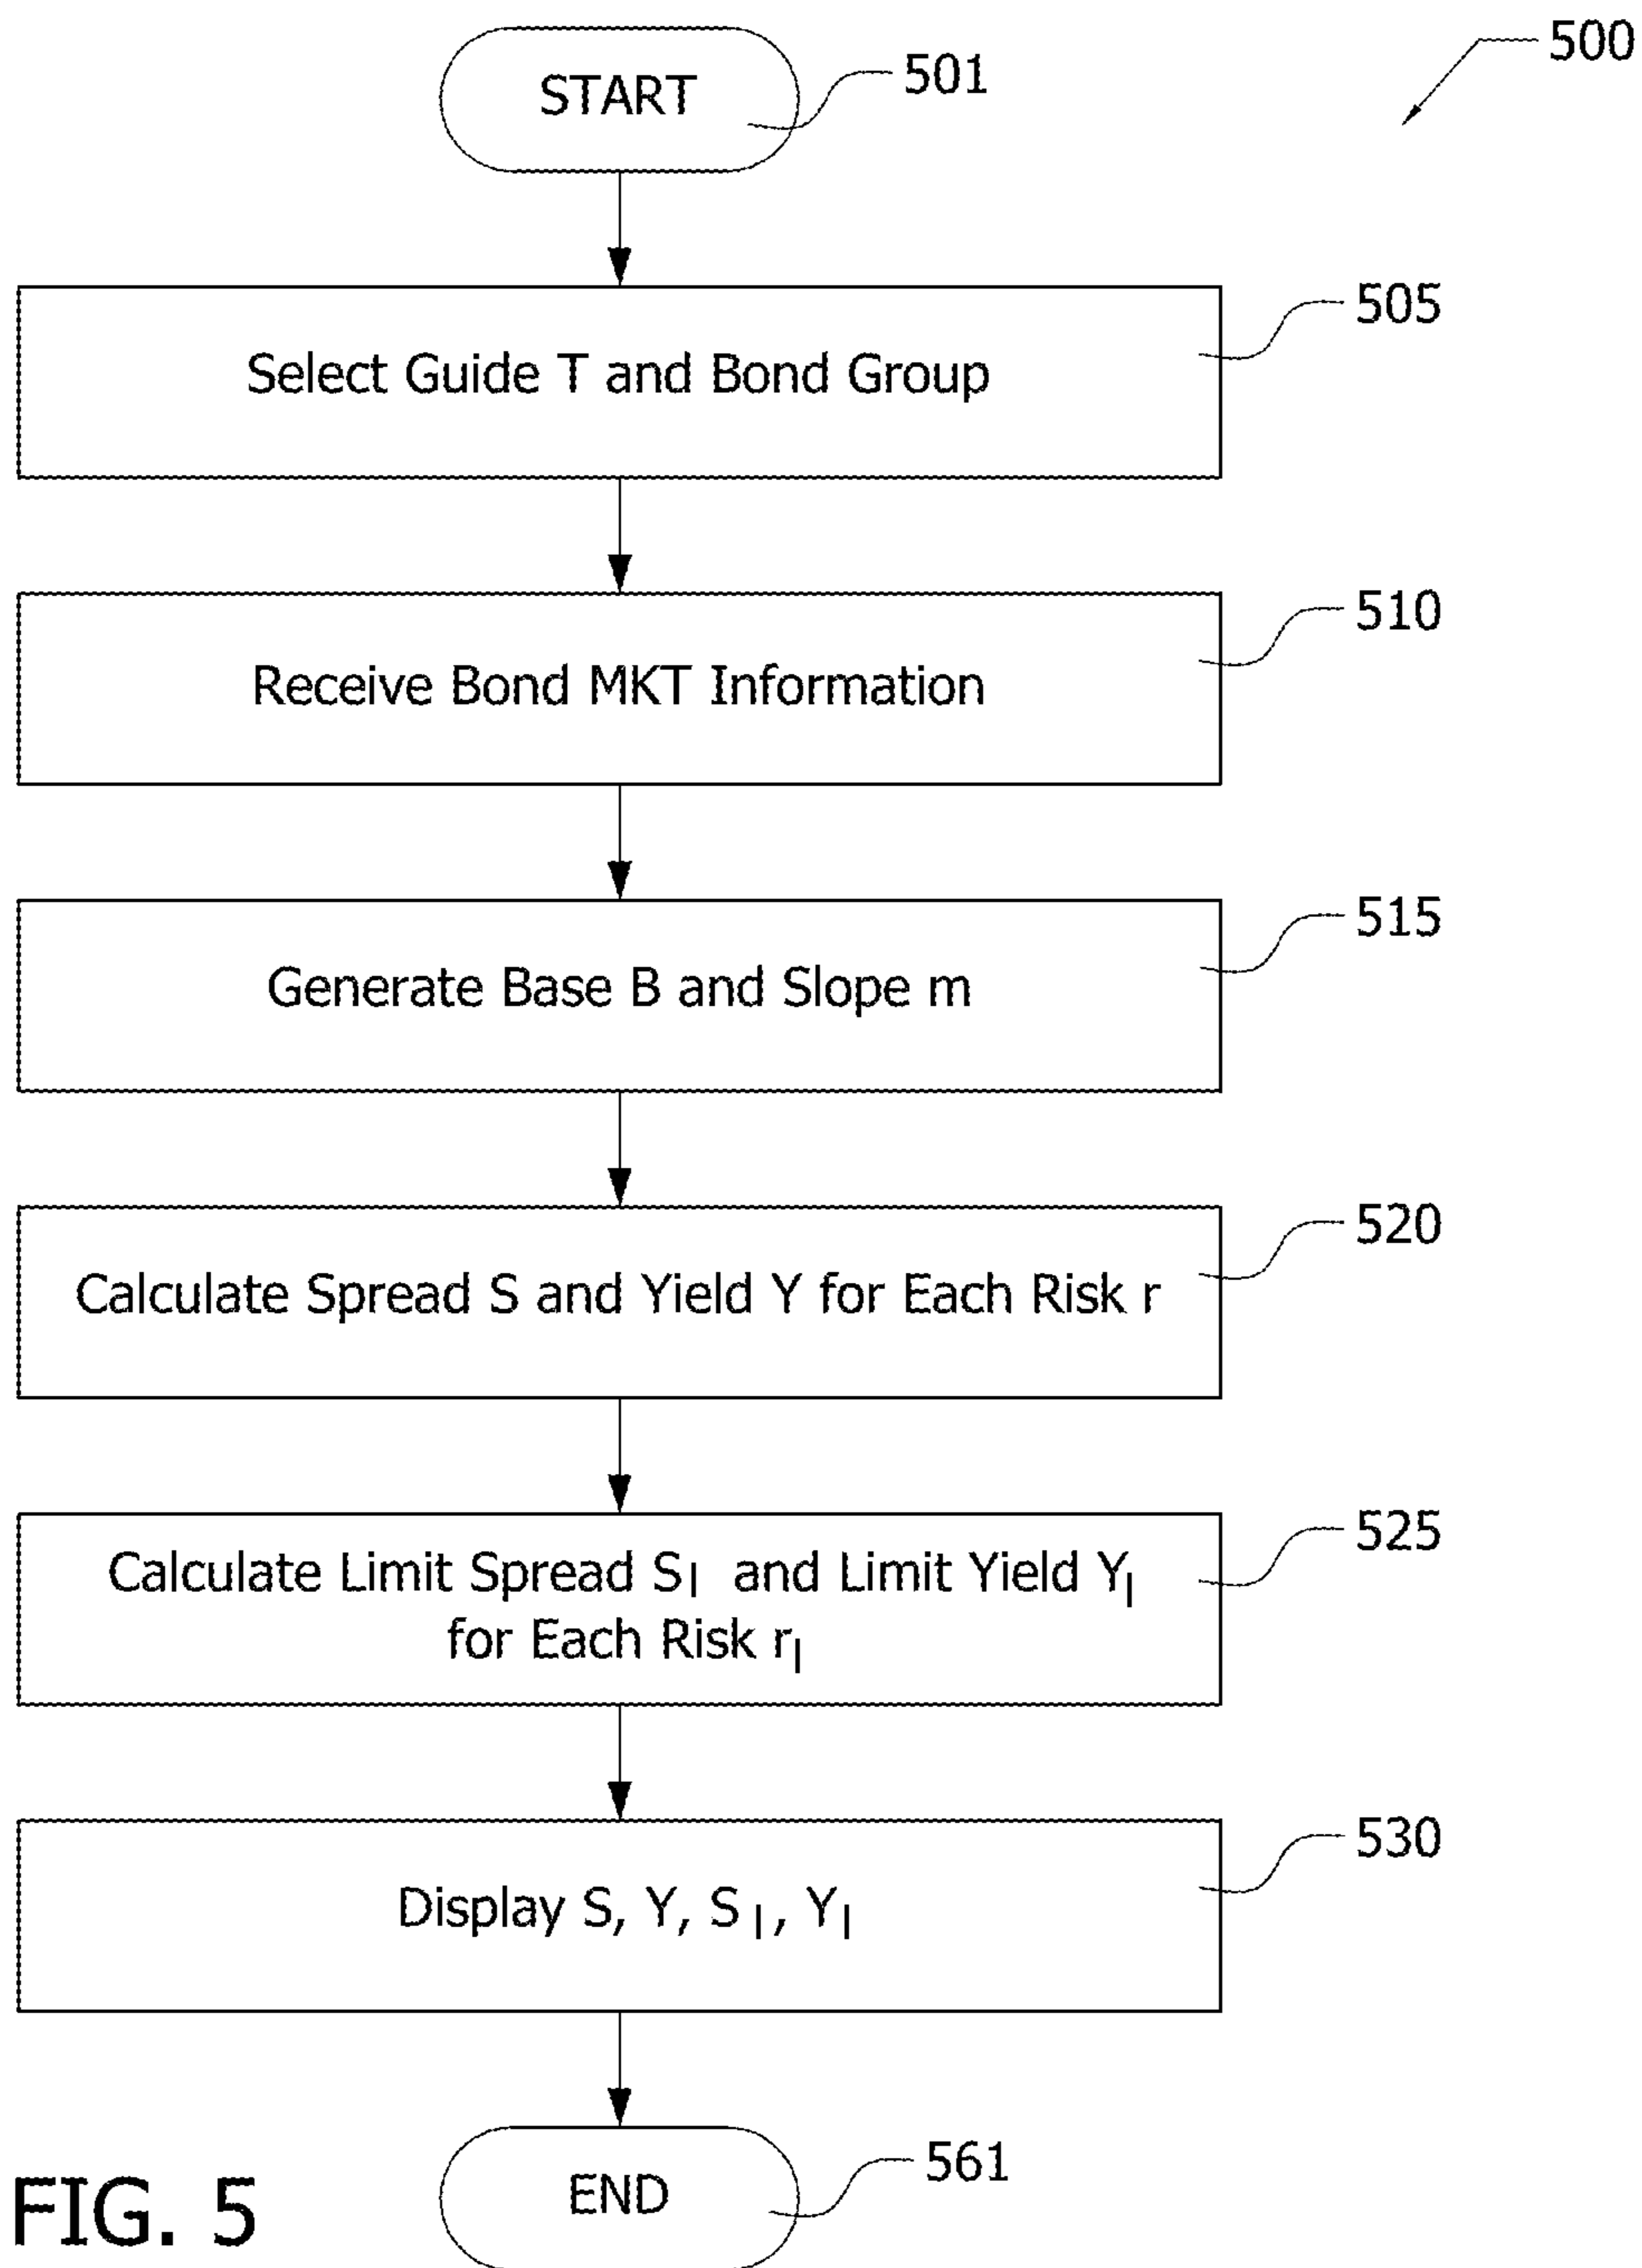 500
START
501
Select Guide T and Bond Group
505
Receive Bond MKT Information
510
Generate Base B and Slope m
515
Calculate Spread S and Yield Y for Each Risk r
520
Calculate Limit Spread Sl and Limit Yield Yl
for Each Risk rl
525
Display S, Y, Sl, Yl
530
END
561
FIG. 5